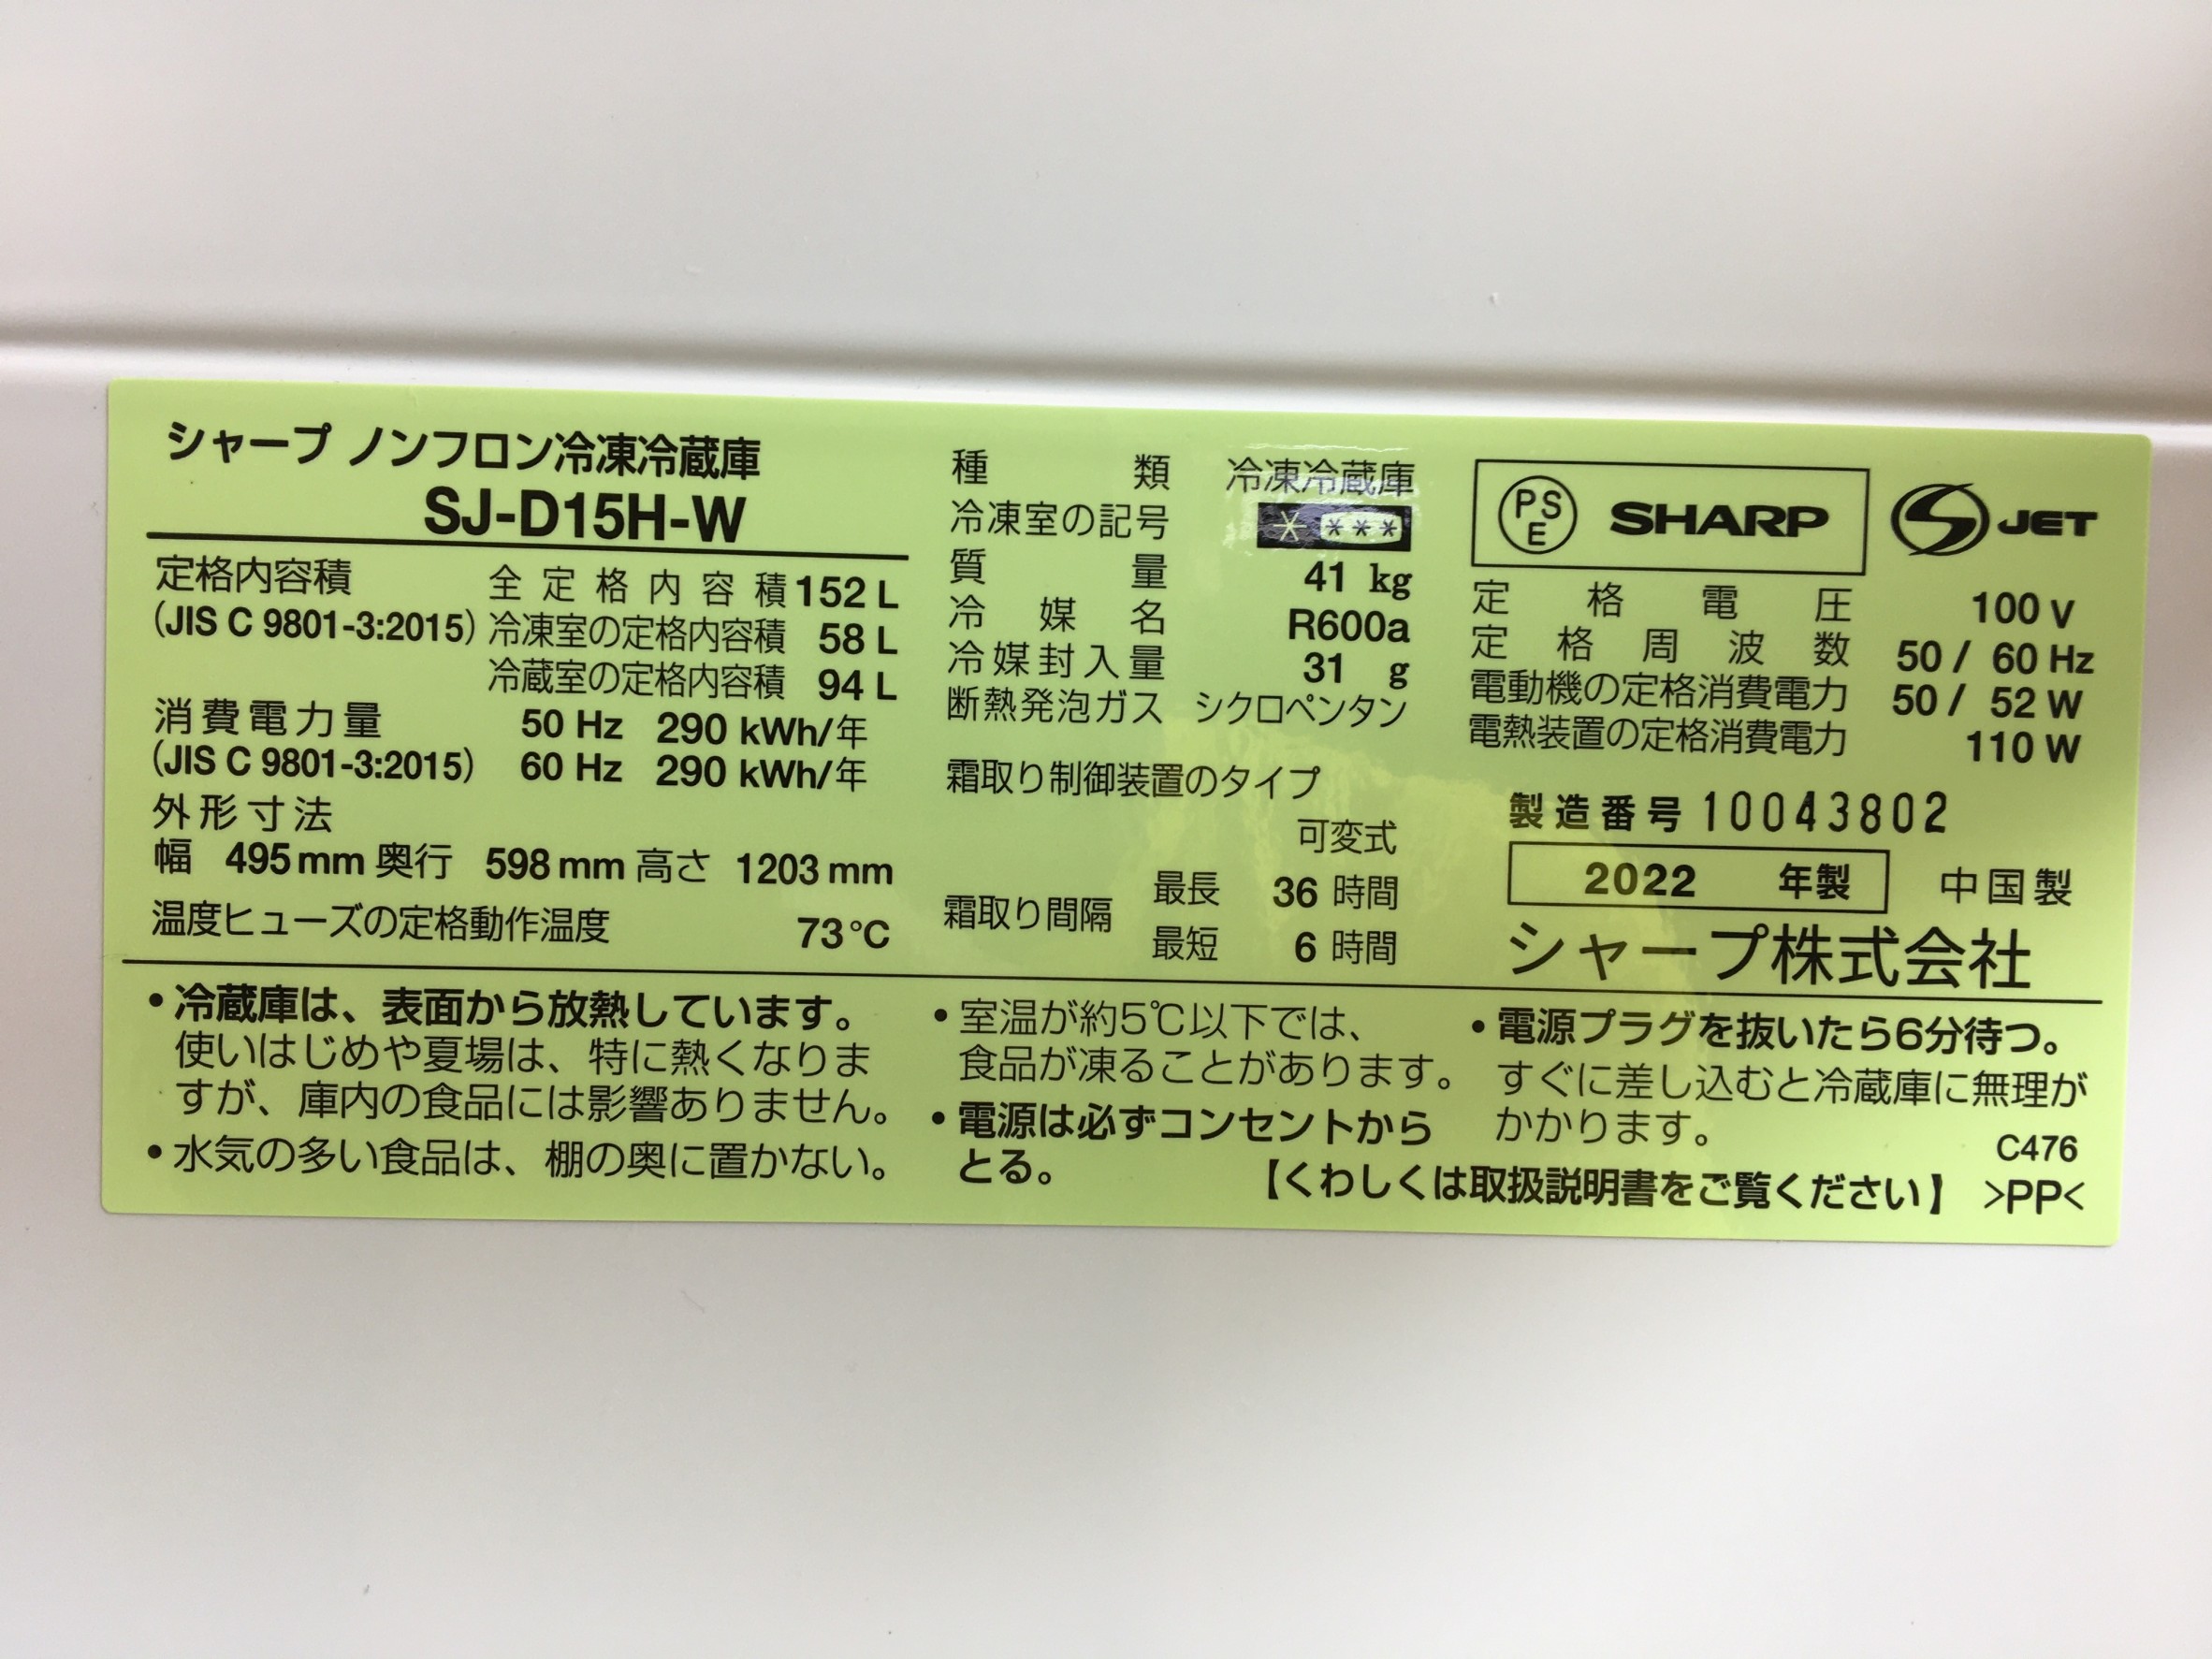 シャープ ノンフロン冷凍冷蔵庫
SJ-D15H-W
定格内容積 全定格内容積 152 L
(JIS C 9801-3:2015) 冷凍室の定格内容積 58 L
冷蔵室の定格内容積 94 L
消費電力量 50 Hz 290 kWh/年
(JIS C 9801-3:2015) 60 Hz 290 kWh/年
外形寸法
幅 495 mm 奥行 598 mm 高さ 1203 mm
温度ヒューズの定格動作温度 73℃
種類 冷凍冷蔵庫
冷凍室の記号 * ***
質量 41 kg
冷媒名 R600a
冷媒封入量 31 g
断熱発泡ガス シクロペンタン
霜取り制御装置のタイプ
可変式
霜取り間隔 最長 36 時間
最短 6 時間
PSE SHARP JET
定格電圧 100 V
定格周波数 50 / 60 Hz
電動機の定格消費電力 50 / 52 W
電熱装置の定格消費電力 110 W
製造番号 10043802
2022 年製 中国製
シャープ株式会社
・冷蔵庫は、表面から放熱しています。
使いはじめや夏場は、特に熱くなりま
すが、庫内の食品には影響ありません。
・水気の多い食品は、棚の奥に置かない。
・室温が約5℃以下では、
食品が凍ることがあります。
・電源は必ずコンセントから
とる。
・電源プラグを抜いたら6分待つ。
すぐに差し込むと冷蔵庫に無理が
かかります。
C476
【くわしくは取扱説明書をご覧ください】 >PP<